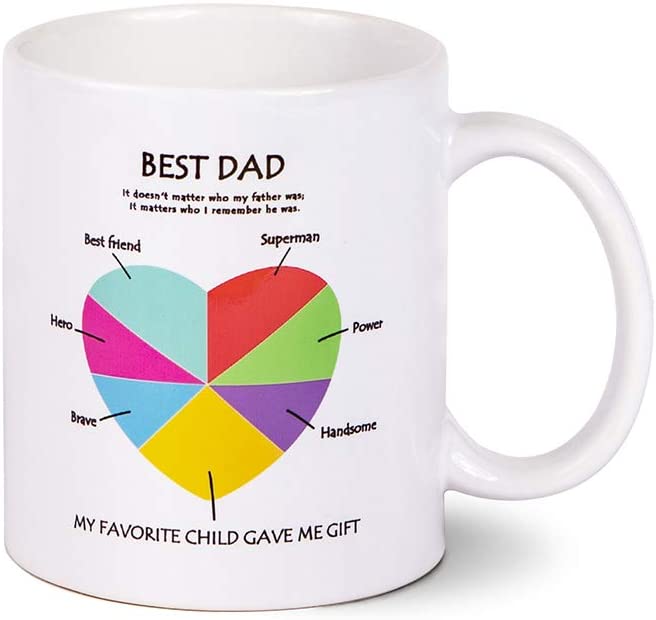 BEST DAD
It doesn't matter who my father was;
It matters who I remember he was.
Best friend
Superman
Hero
Power
Brave
Handsome
MY FAVORITE CHILD GAVE ME GIFT